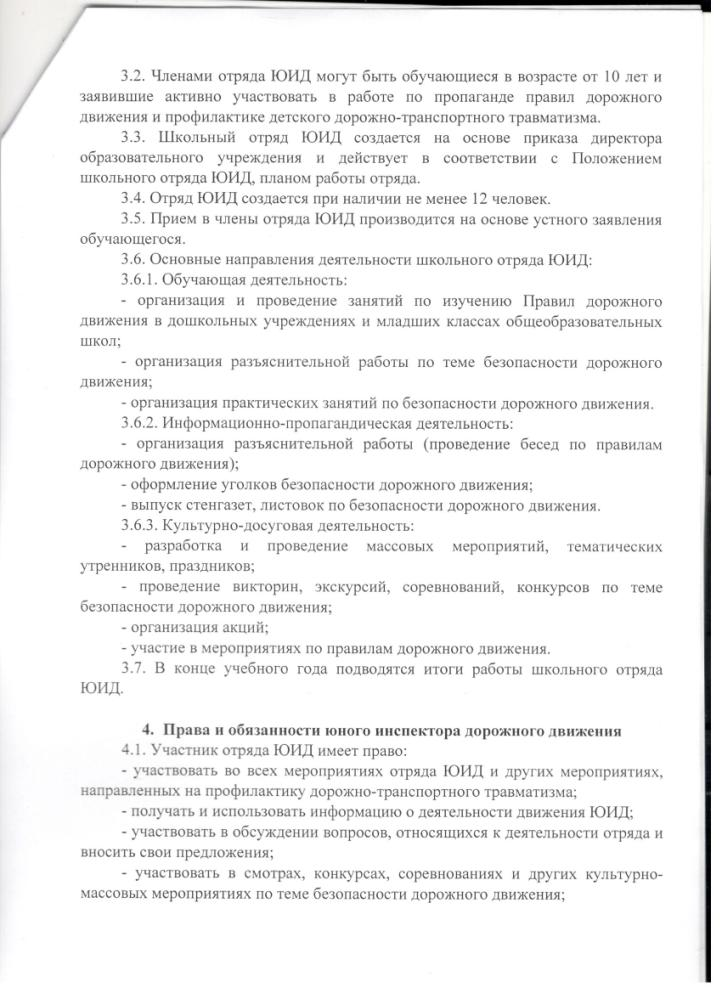 3.2. Членами отряда ЮИД могут быть обучающиеся в возрасте от 10 лет и
заявившие активно участвовать в работе по пропаганде правил дорожного
движения и профилактике детского дорожно-транспортного травматизма.
3.3. Школьный отряд ЮИД создается на основе приказа директора
образовательного учреждения и действует в соответствии с Положением
школьного отряда ЮИД, планом работы отряда.
3.4. Отряд ЮИД создается при наличии не менее 12 человек.
3.5. Прием в члены отряда ЮИД производится на основе устного заявления
обучающегося.
3.6. Основные направления деятельности школьного отряда ЮИД:
3.6.1. Обучающая деятельность:
- организация и проведение занятий по изучению Правил дорожного
движения в дошкольных учреждениях и младших классах общеобразовательных
школ;
- организация разъяснительной работы по теме безопасности дорожного
движения;
- организация практических занятий по безопасности дорожного движения.
3.6.2. Информационно-пропагандическая деятельность:
- организация разъяснительной работы (проведение бесед по правилам
дорожного движения);
- оформление уголков безопасности дорожного движения;
- выпуск стенгазет, листовок по безопасности дорожного движения.
3.6.3. Культурно-досуговая деятельность:
- разработка и проведение массовых мероприятий, тематических
утренников, праздников;
- проведение викторин, экскурсий, соревнований, конкурсов по теме
безопасности дорожного движения;
- организация акций;
- участие в мероприятиях по правилам дорожного движения.
3.7. В конце учебного года подводятся итоги работы школьного отряда
ЮИД.
4. Права и обязанности юного инспектора дорожного движения
4.1. Участник отряда ЮИД имеет право:
- участвовать во всех мероприятиях отряда ЮИД и других мероприятиях,
направленных на профилактику дорожно-транспортного травматизма;
- получать и использовать информацию о деятельности движения ЮИД;
- участвовать в обсуждении вопросов, относящихся к деятельности отряда и
вносить свои предложения;
- участвовать в смотрах, конкурсах, соревнованиях и других культурно-
массовых мероприятиях по теме безопасности дорожного движения;